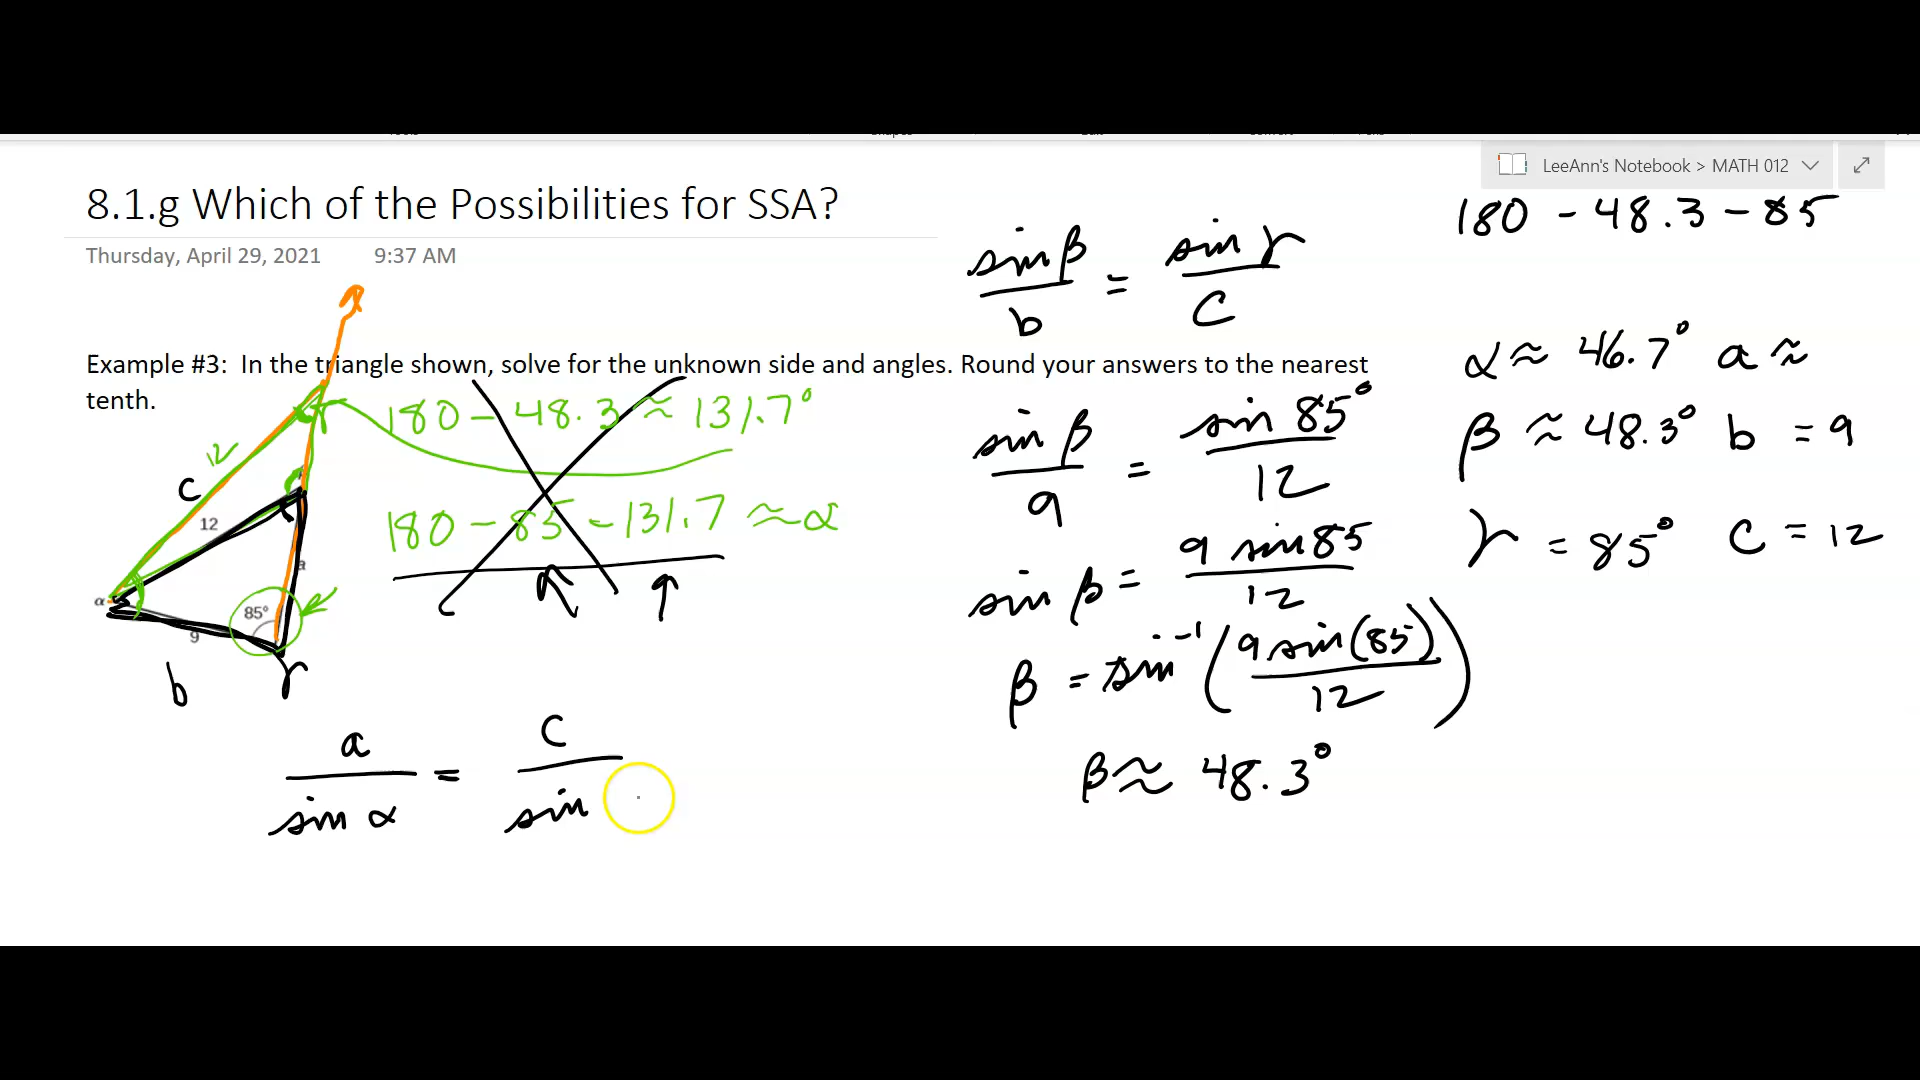 LeeAnn's Notebook > MATH 012
8.1.g Which of the Possibilities for SSA?
Thursday, April 29, 2021 9:37 AM
180 - 48.3 - 85
sin β / b = sin γ / c
Example #3: In the triangle shown, solve for the unknown side and angles. Round your answers to the nearest
tenth.
α ≈ 46.7° a ≈
β ≈ 48.3° b = 9
γ = 85° c = 12
180 - 48.3 ≈ 131.7°
180 - 85 - 131.7 ≈ α
12
c
12
a
α
85°
9
b
γ
sin β / 9 = sin 85° / 12
sin β = 9 sin 85 / 12
β = sin⁻¹ (9 sin(85) / 12)
β ≈ 48.3°
a / sin α = c / sin